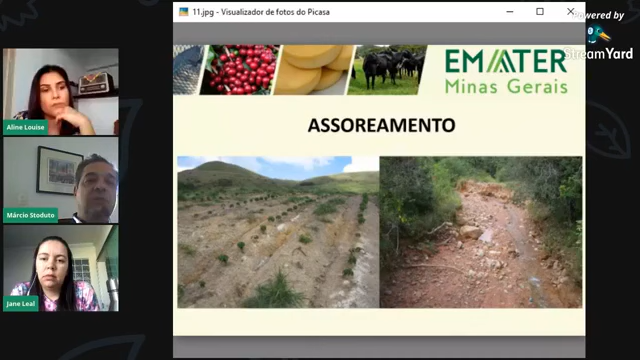 11.jpg - Visualizador de fotos do Picasa
Powered by
StreamYard
EMATER
Minas Gerais
ASSOREAMENTO
Aline Louise
Márcio Stoduto
Jane Leal